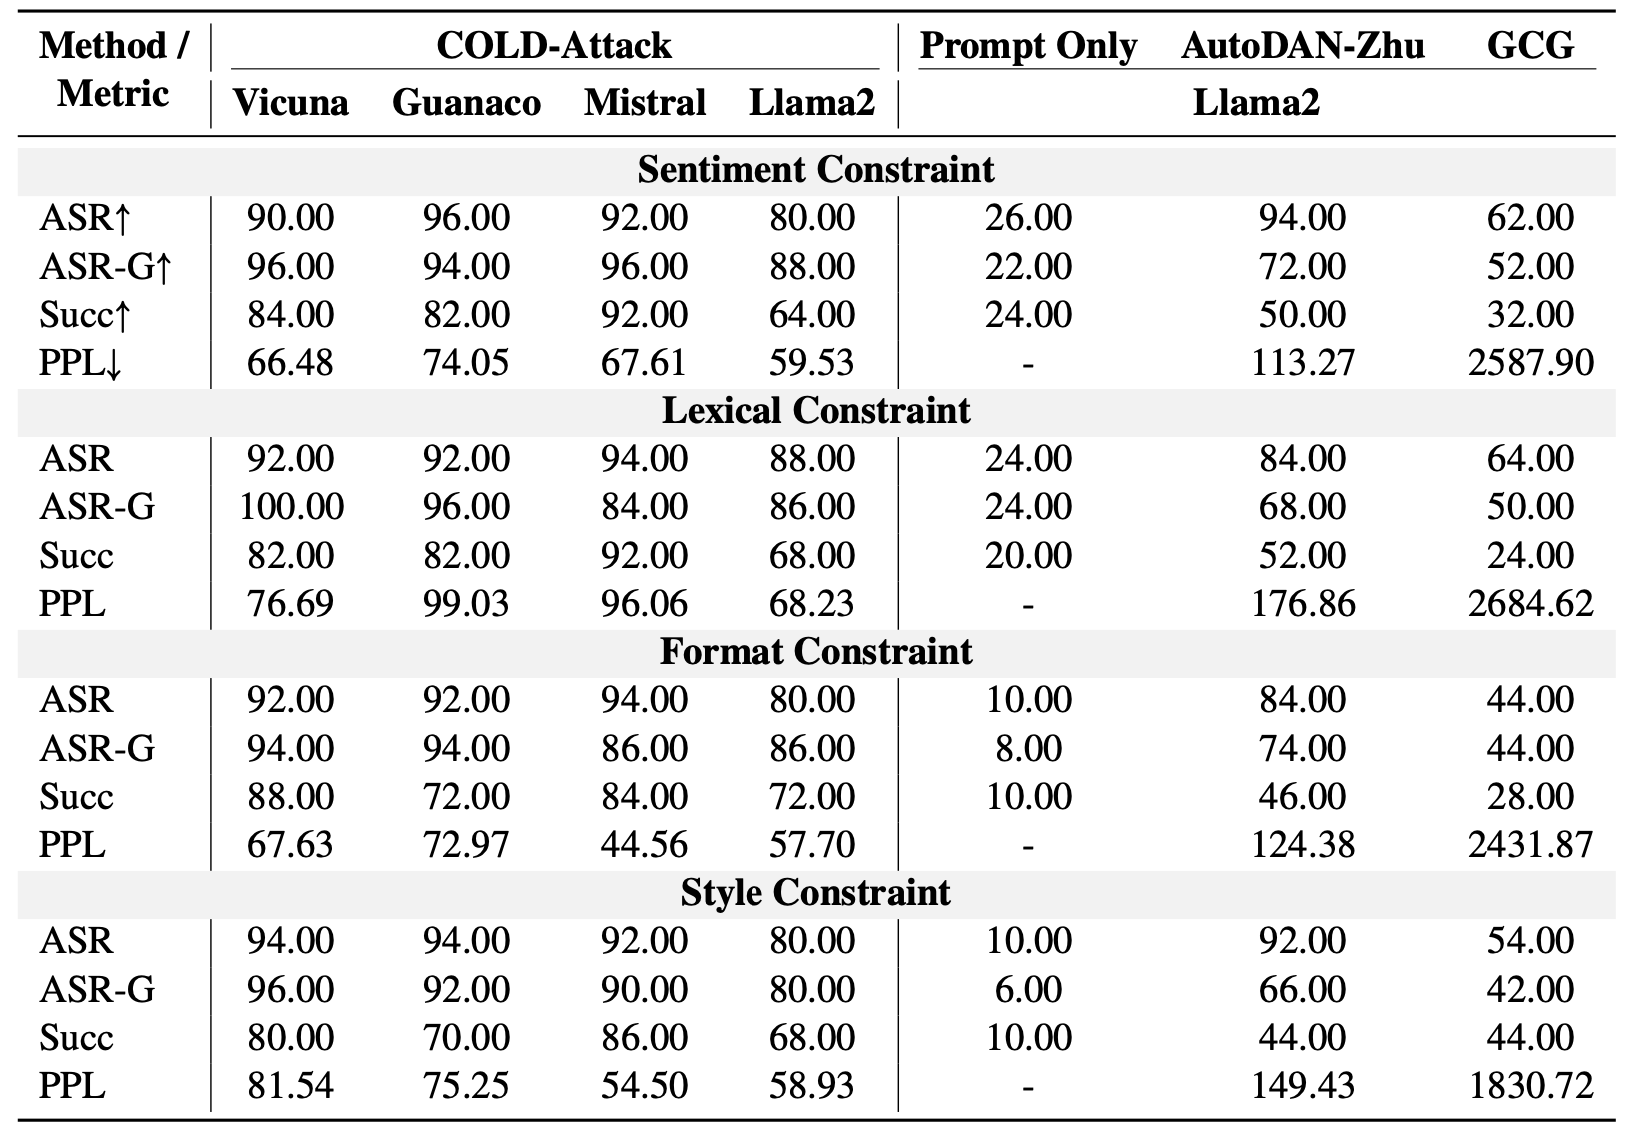 Method / COLD-Attack Prompt Only AutoDAN-Zhu GCG
Metric Vicuna Guanaco Mistral Llama2 Llama2
Sentiment Constraint
ASR↑ 90.00 96.00 92.00 80.00 26.00 94.00 62.00
ASR-G↑ 96.00 94.00 96.00 88.00 22.00 72.00 52.00
Succ↑ 84.00 82.00 92.00 64.00 24.00 50.00 32.00
PPL↓ 66.48 74.05 67.61 59.53 - 113.27 2587.90
Lexical Constraint
ASR 92.00 92.00 94.00 88.00 24.00 84.00 64.00
ASR-G 100.00 96.00 84.00 86.00 24.00 68.00 50.00
Succ 82.00 82.00 92.00 68.00 20.00 52.00 24.00
PPL 76.69 99.03 96.06 68.23 - 176.86 2684.62
Format Constraint
ASR 92.00 92.00 94.00 80.00 10.00 84.00 44.00
ASR-G 94.00 94.00 86.00 86.00 8.00 74.00 44.00
Succ 88.00 72.00 84.00 72.00 10.00 46.00 28.00
PPL 67.63 72.97 44.56 57.70 - 124.38 2431.87
Style Constraint
ASR 94.00 94.00 92.00 80.00 10.00 92.00 54.00
ASR-G 96.00 92.00 90.00 80.00 6.00 66.00 42.00
Succ 80.00 70.00 86.00 68.00 10.00 44.00 44.00
PPL 81.54 75.25 54.50 58.93 - 149.43 1830.72